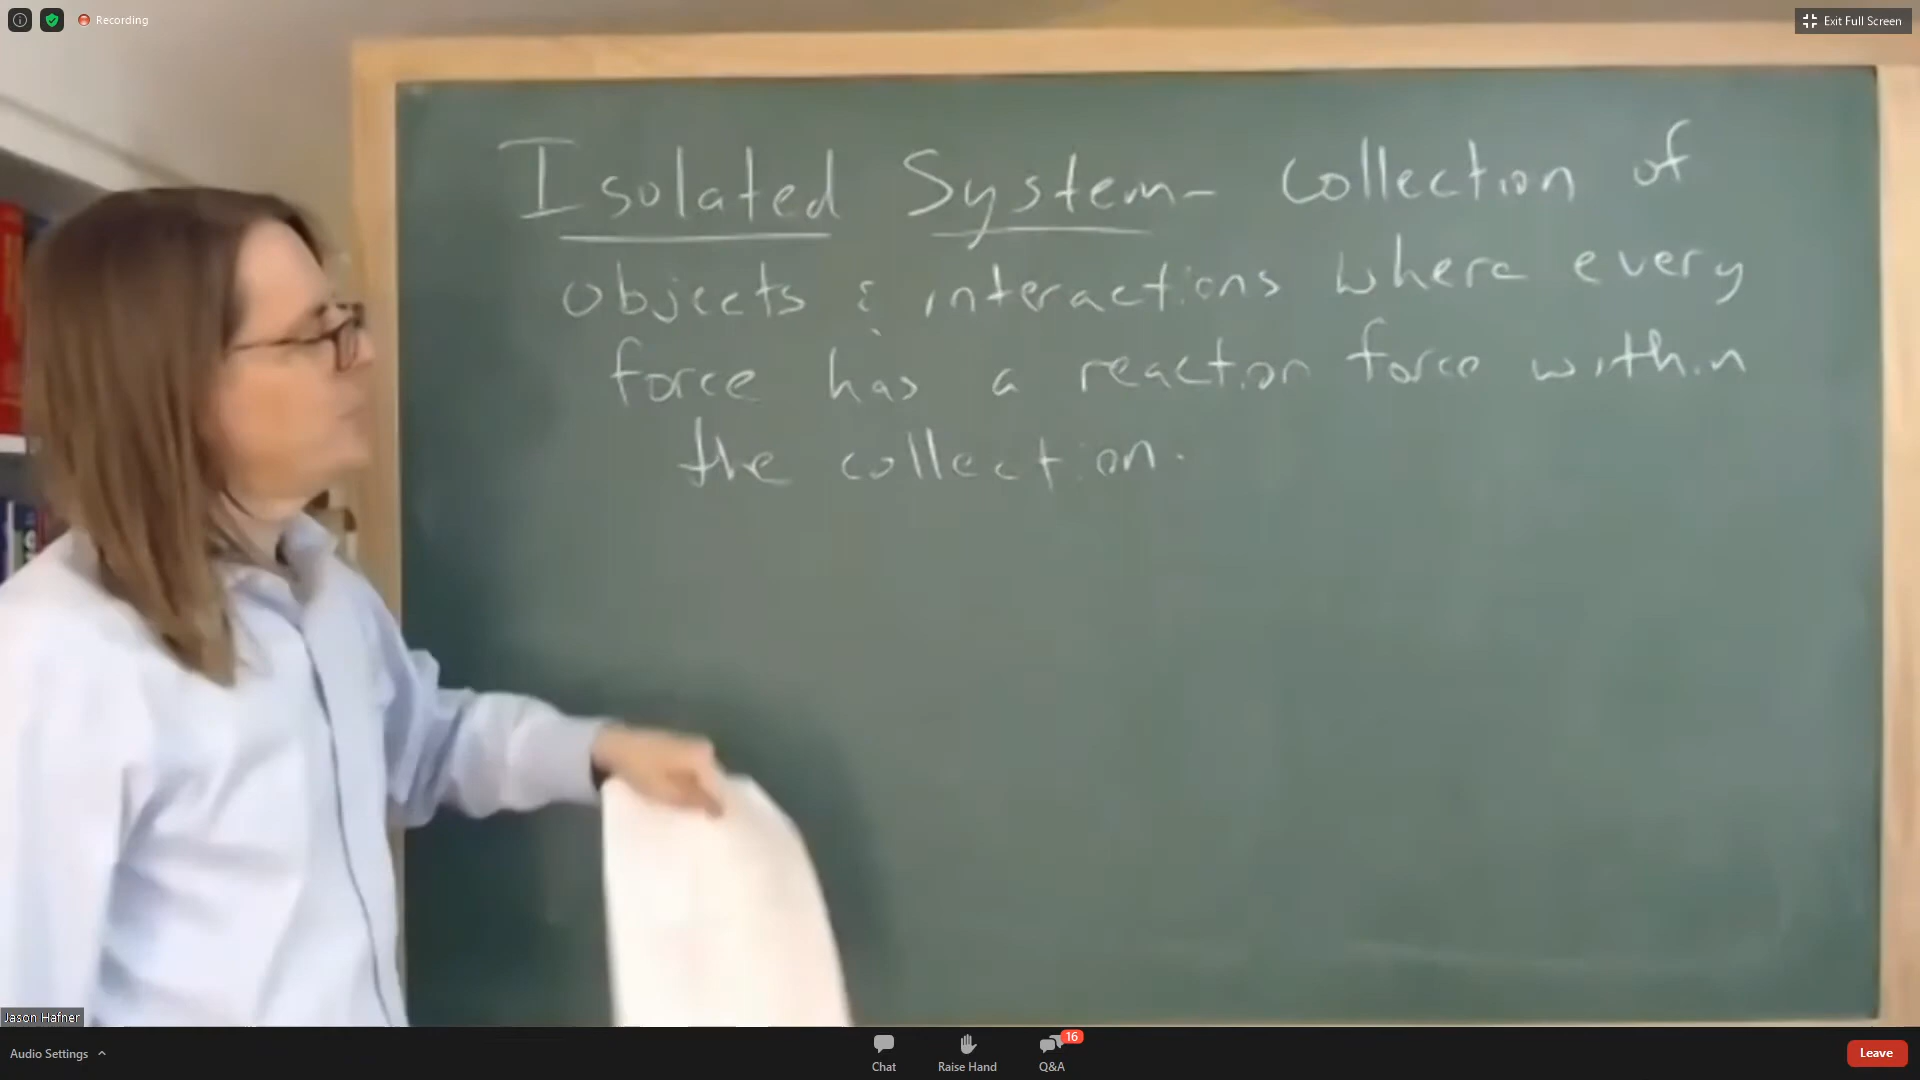 Recording
Exit Full Screen
Isolated System- Collection of
objects & interactions where every
force has a reaction force within
the collection.
Jason Hafner
Audio Settings
Chat
Raise Hand
Q&A
16
Leave